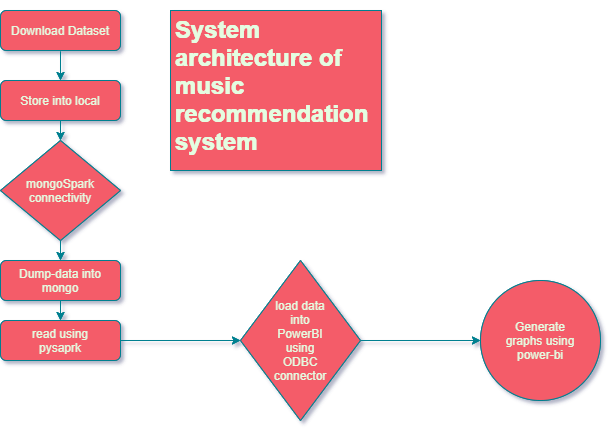 Download Dataset
System
architecture of
music
recommendation
system
Store into local
mongoSpark
connectivity
Dump-data into
mongo
read using
pysaprk
load data
into
PowerBI
using
ODBC
connector
Generate
graphs using
power-bi